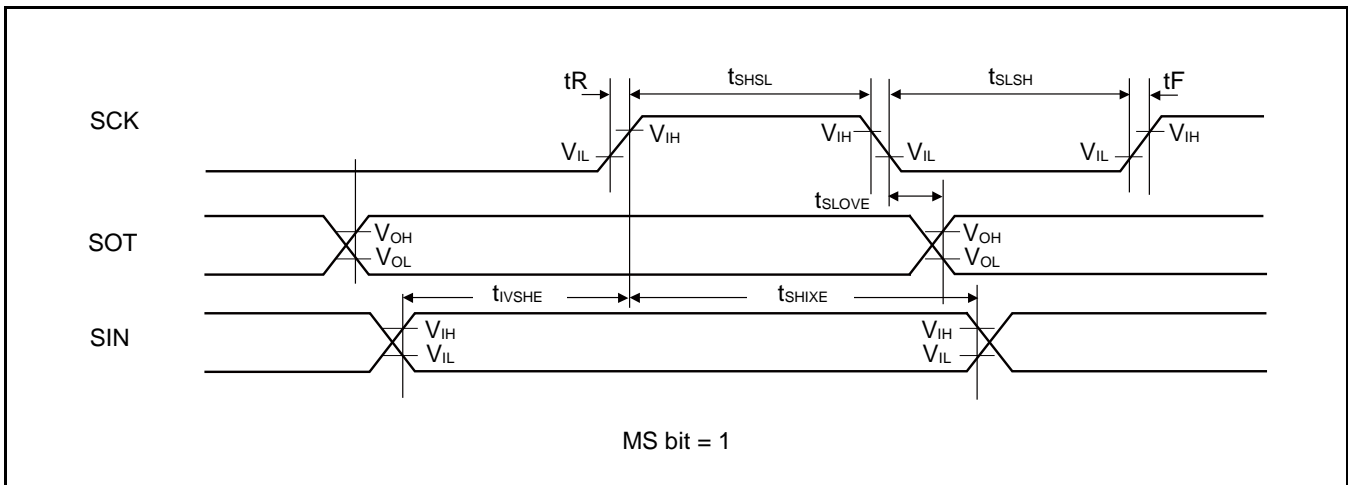 tR
tSHSL
tSLSH
tF
SCK
VIH
VIH
VIH
VIL
VIL
VIL
tSLOVE
SOT
VOH
VOH
VOL
VOL
tIVSHE
tSHIXE
SIN
VIH
VIH
VIL
VIL
MS bit = 1